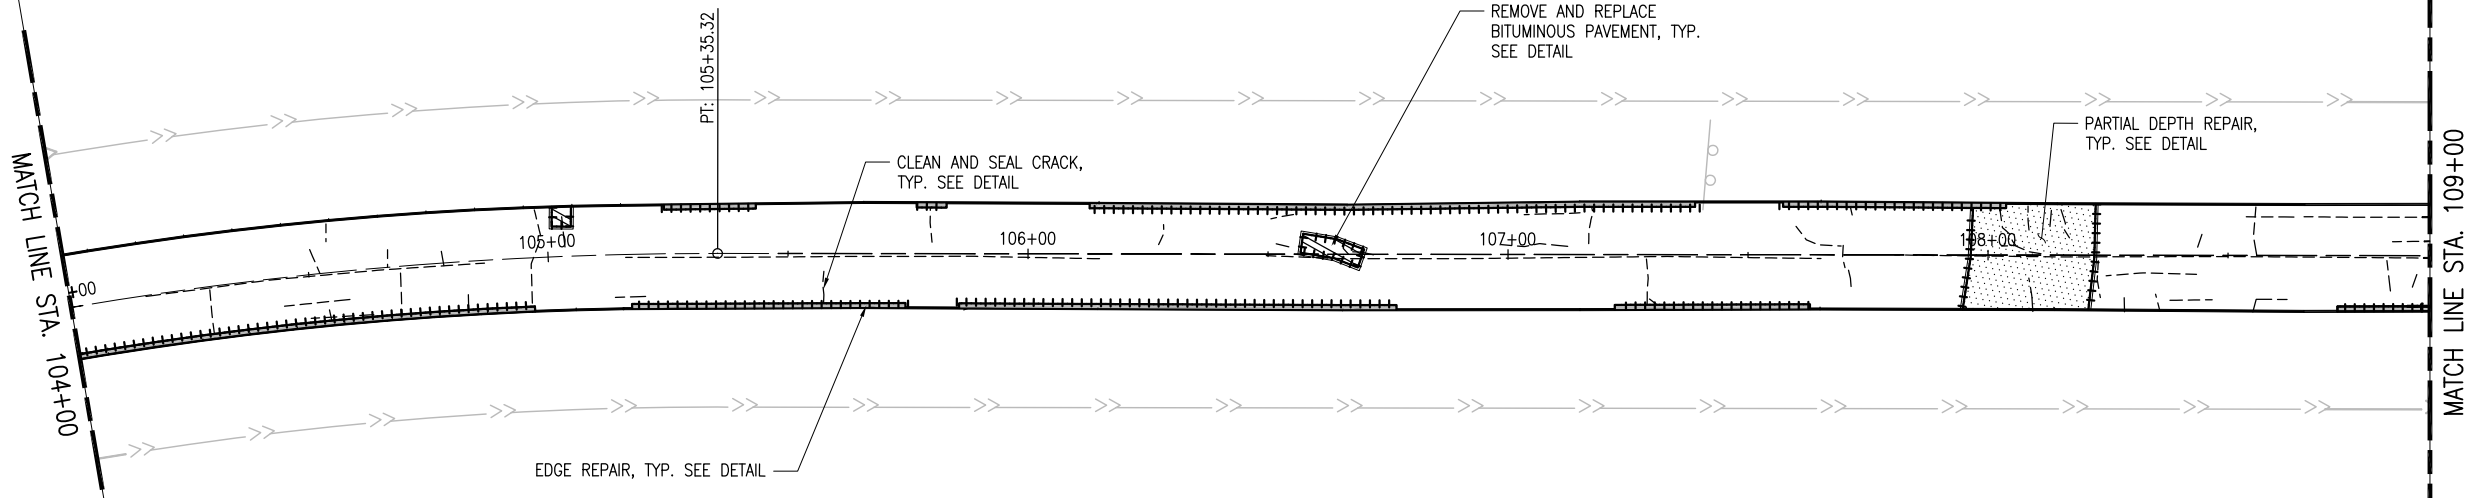 REMOVE AND REPLACE
BITUMINOUS PAVEMENT, TYP.
SEE DETAIL
PT: 105+35.32
PARTIAL DEPTH REPAIR,
TYP. SEE DETAIL
CLEAN AND SEAL CRACK,
TYP. SEE DETAIL
MATCH LINE STA. 104+00
+00
105+00
106+00
107+00
108+00
MATCH LINE STA. 109+00
EDGE REPAIR, TYP. SEE DETAIL